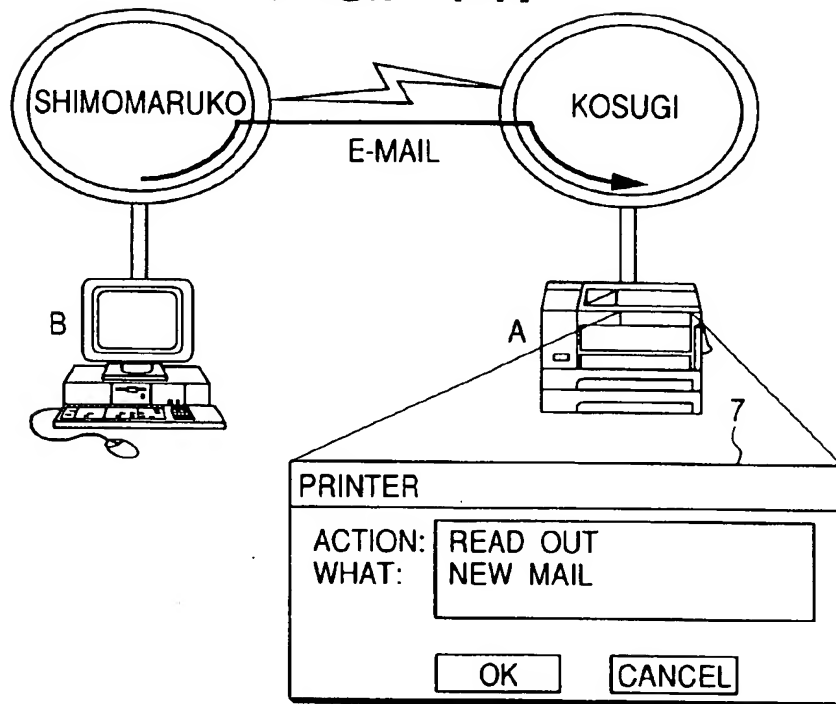 SHIMOMARUKO
KOSUGI
E-MAIL
B
A
7
PRINTER
ACTION: READ OUT
WHAT: NEW MAIL
OK CANCEL